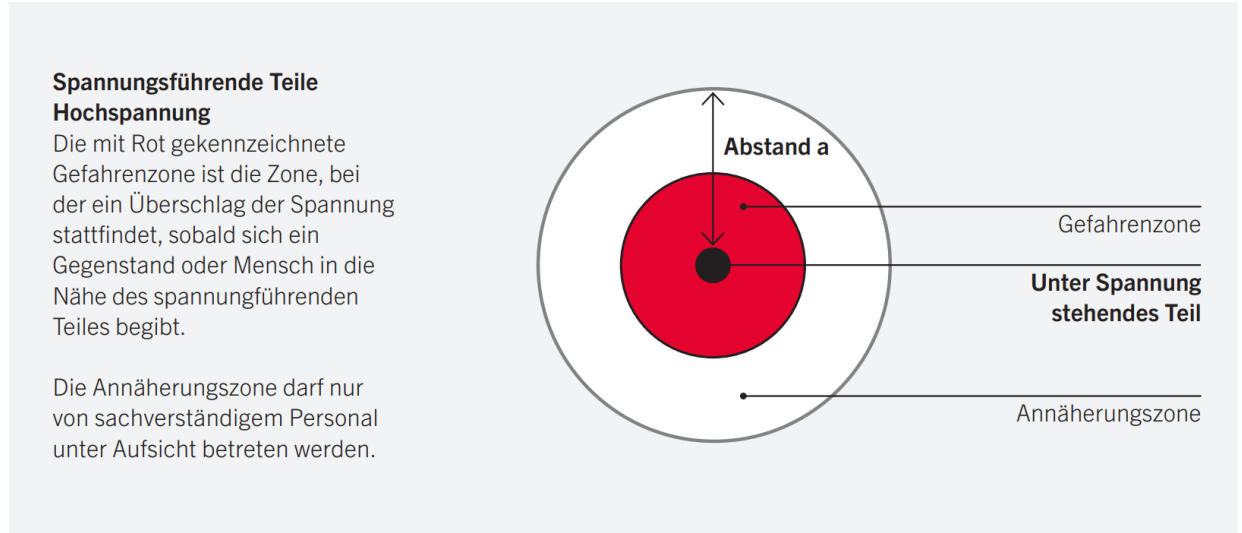 Spannungsführende Teile
Hochspannung
Die mit Rot gekennzeichnete
Gefahrenzone ist die Zone, bei
der ein Überschlag der Spannung
stattfindet, sobald sich ein
Gegenstand oder Mensch in die
Nähe des spannungführenden
Teiles begibt.
Die Annäherungszone darf nur
von sachverständigem Personal
unter Aufsicht betreten werden.
Abstand a
Gefahrenzone
Unter Spannung
stehendes Teil
Annäherungszone